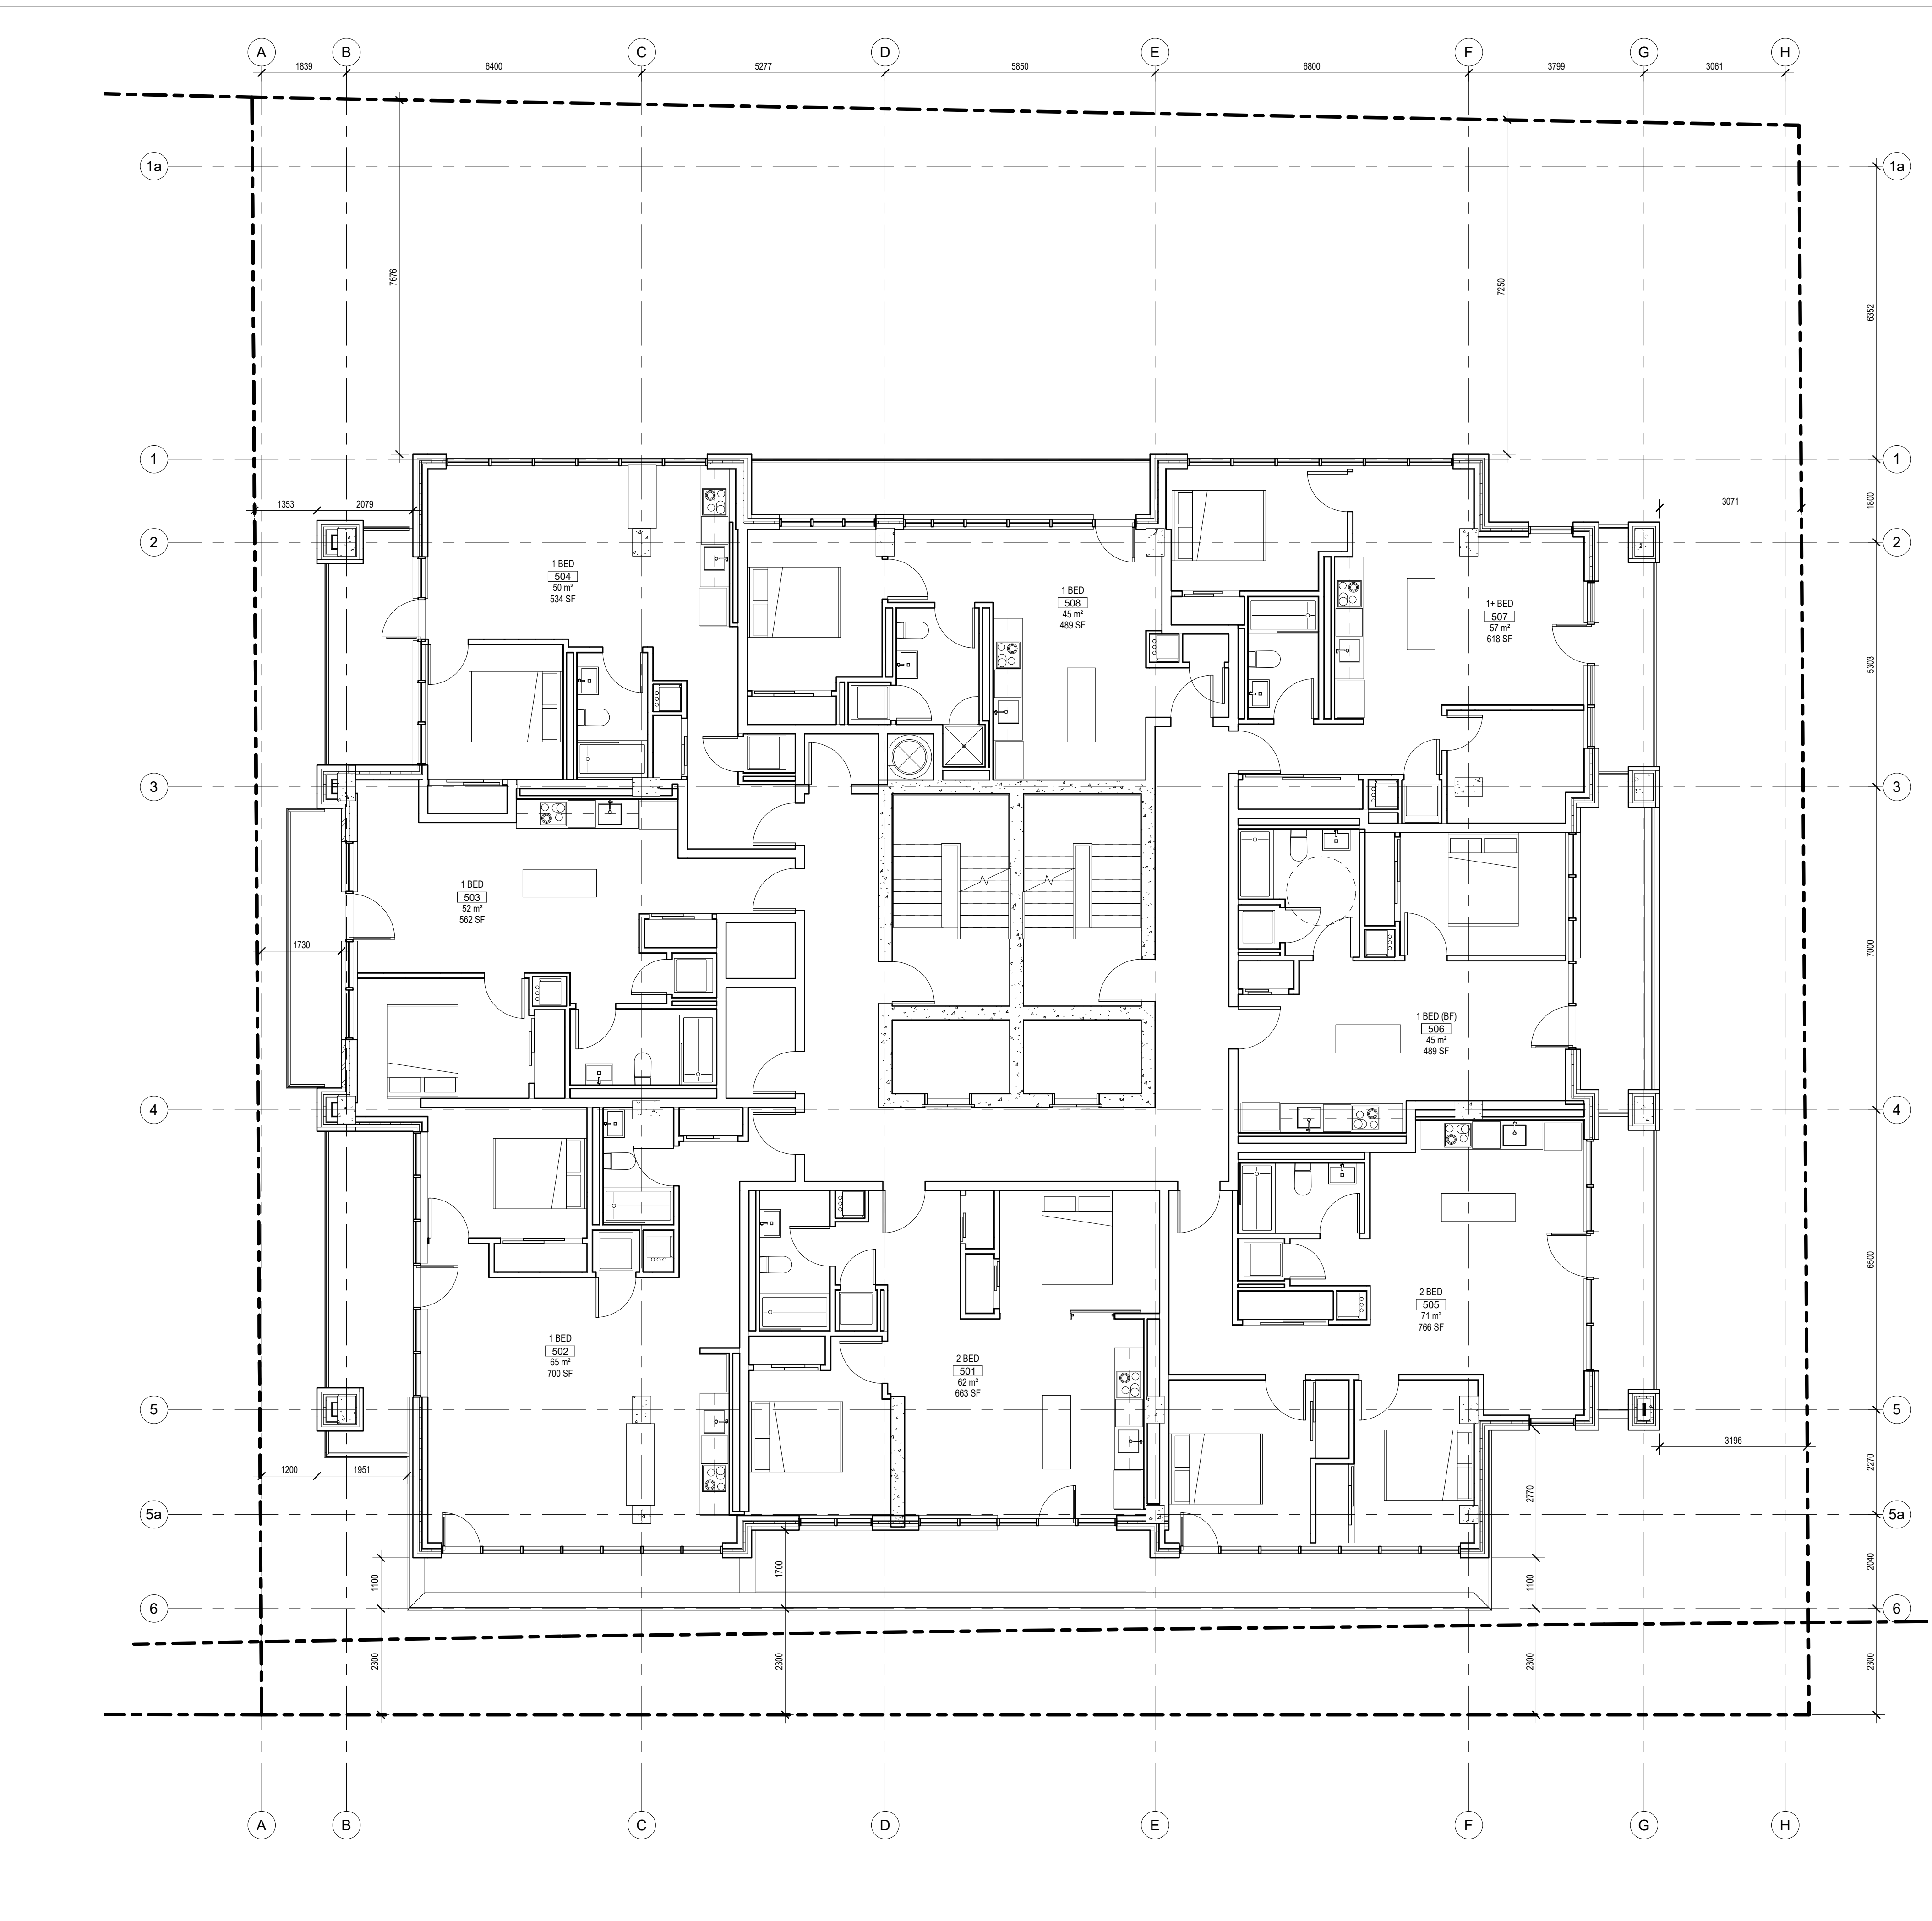 A B C D E F G H
1839 6400 5277 5850 6800 3799 3061
1a 1a
7676 7250 6352
1 1
1353 2079 3071 1800
2 2
1 BED
504
50 m²
534 SF
1 BED
508
45 m²
489 SF
1+ BED
507
57 m²
618 SF
5303
3 3
1 BED
503
52 m²
562 SF
1730
7000
1 BED (BF)
506
45 m²
489 SF
4 4
6500
1 BED
502
65 m²
700 SF
2 BED
501
62 m²
663 SF
2 BED
505
71 m²
766 SF
5 5
1200 1951 3196
2270
2770
5a 5a
1100 1700 1100 2040
6 6
2300 2300 2300 2300
A B C D E F G H